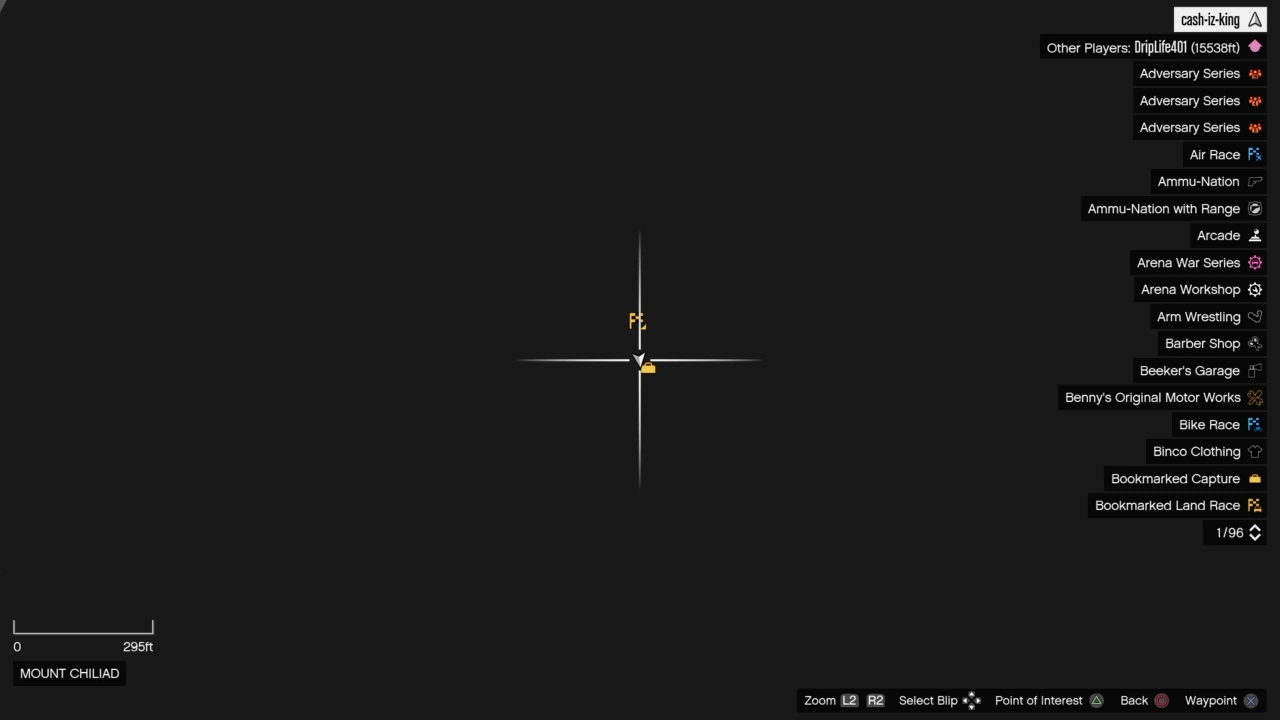 cash-iz-king
Other Players: DripLife401 (15538ft)
Adversary Series
Adversary Series
Adversary Series
Air Race
Ammu-Nation
Ammu-Nation with Range
Arcade
Arena War Series
Arena Workshop
Arm Wrestling
Barber Shop
Beeker's Garage
Benny's Original Motor Works
Bike Race
Binco Clothing
Bookmarked Capture
Bookmarked Land Race
1/96
0 295ft
MOUNT CHILIAD
Zoom L2 R2 Select Blip Point of Interest Back Waypoint